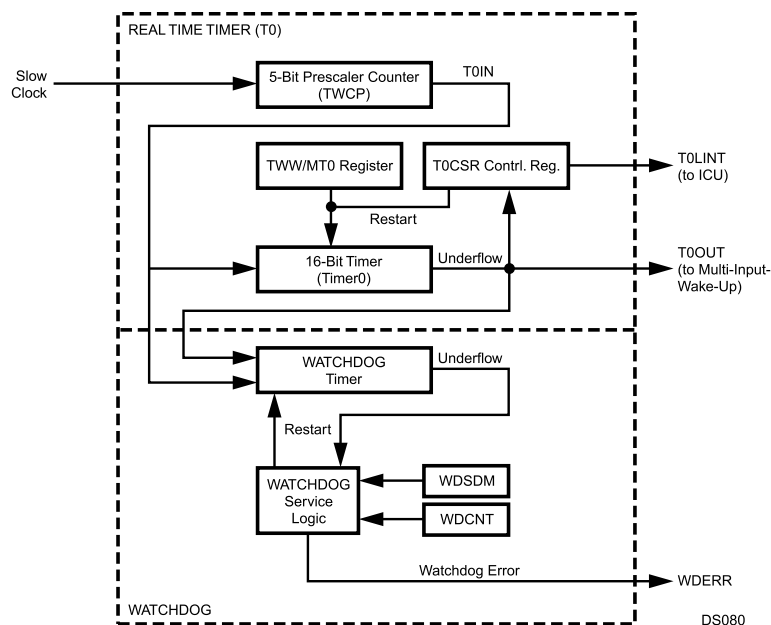 REAL TIME TIMER (T0)
Slow
Clock
5-Bit Prescaler Counter
(TWCP)
T0IN
TWW/MT0 Register
T0CSR Contrl. Reg.
T0LINT
(to ICU)
Restart
16-Bit Timer
(Timer0)
Underflow
T0OUT
(to Multi-Input-
Wake-Up)
WATCHDOG
Timer
Underflow
Restart
WATCHDOG
Service
Logic
WDSDM
WDCNT
Watchdog Error
WDERR
WATCHDOG
DS080